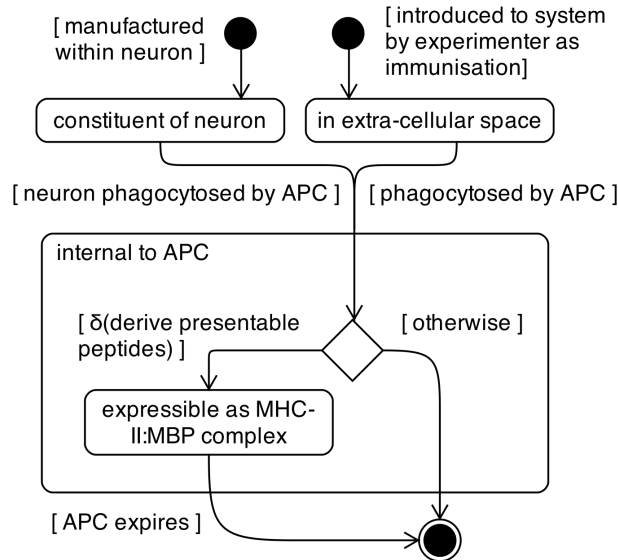 [ manufactured
within neuron ]
[ introduced to system
by experimenter as
immunisation]
constituent of neuron
in extra-cellular space
[ neuron phagocytosed by APC ]
[ phagocytosed by APC ]
internal to APC
[ δ(derive presentable
peptides) ]
[ otherwise ]
expressible as MHC-
II:MBP complex
[ APC expires ]